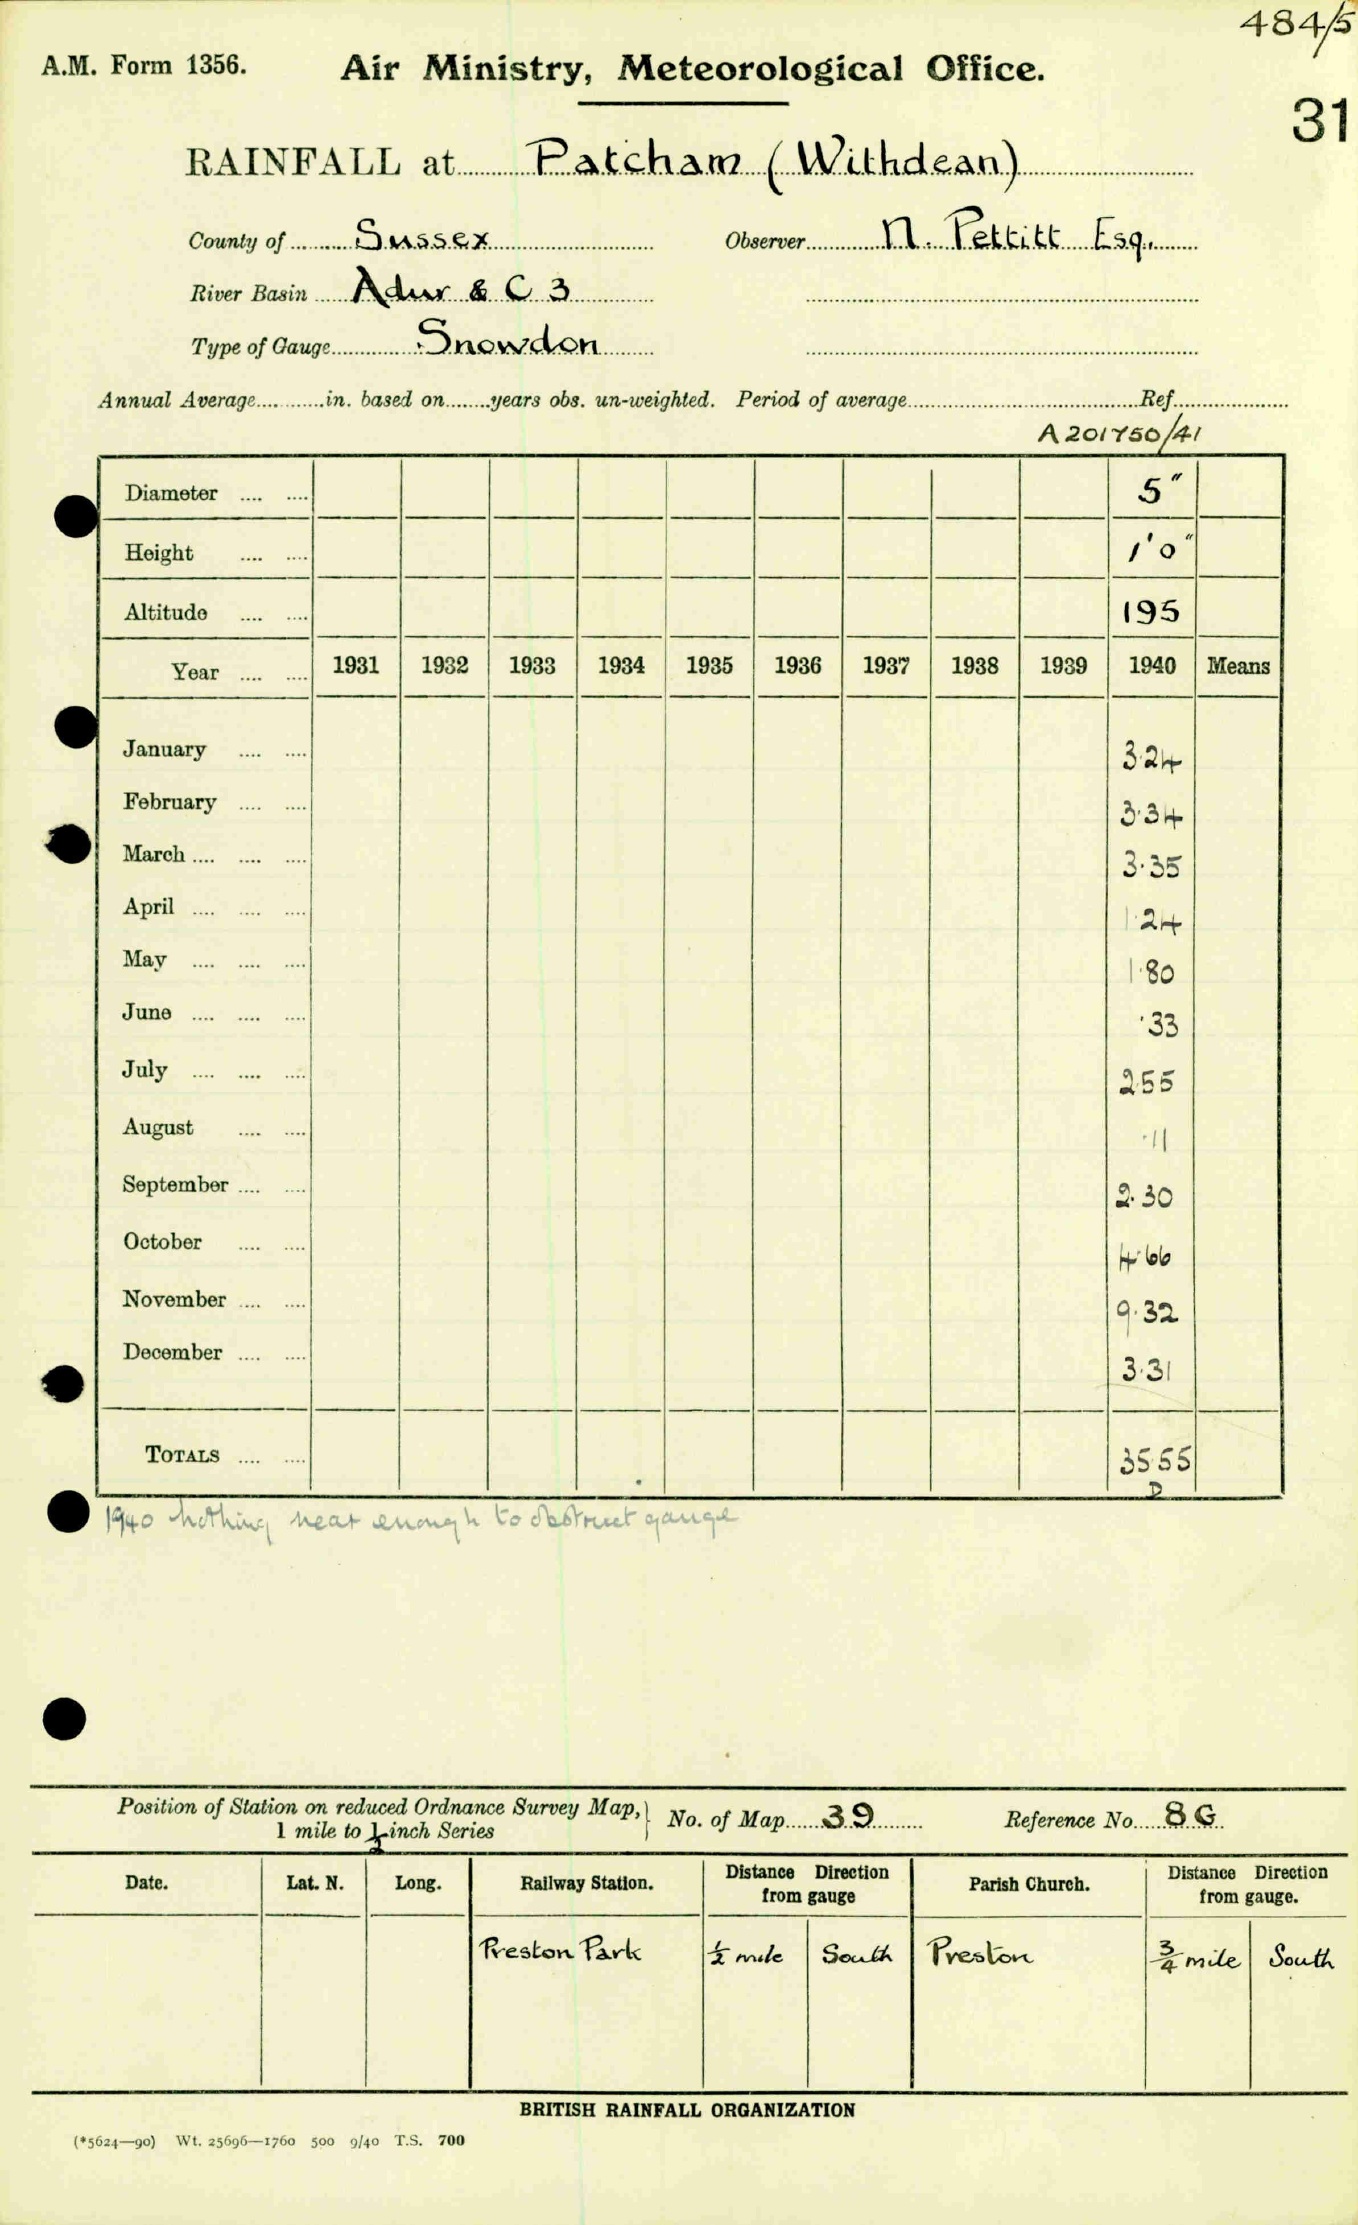 484/5
A.M. Form 1356. Air Ministry, Meteorological Office.
31
RAINFALL at Patcham (Withdean)
County of Sussex Observer N. Pettitt Esq.
River Basin Adur & C 3
Type of Gauge Snowdon
Annual Average............in. based on........years obs. un-weighted. Period of average........................Ref................
A201750/41
Diameter .... .... 5"
Height .... .... 1'0"
Altitude .... .... 195
Year .... .... 1931 1932 1933 1934 1935 1936 1937 1938 1939 1940 Means
January .... .... 3.24
February .... .... 3.34
March .... .... .... 3.35
April .... .... .... 1.24
May .... .... .... 1.80
June .... .... .... .33
July .... .... .... 2.55
August .... .... .11
September .... .... 2.30
October .... .... 4.66
November .... .... 9.32
December .... .... 3.31
TOTALS .... .... 35.55
D
1940 Nothing near enough to obstruct gauge
Position of Station on reduced Ordnance Survey Map, 1 mile to ½ inch Series } No. of Map 39 Reference No. 8G
Date. Lat. N. Long. Railway Station. Distance Direction from gauge Parish Church. Distance Direction from gauge.
Preston Park ½ mile South Preston ¾ mile South
BRITISH RAINFALL ORGANIZATION
(*5624—90) Wt. 25696—1760 500 9/40 T.S. 700